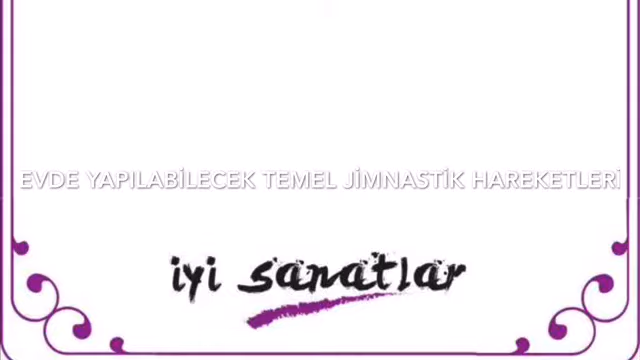 EVDE YAPILABİLECEK TEMEL JİMNASTİK HAREKETLERİ
iyi sanatlar